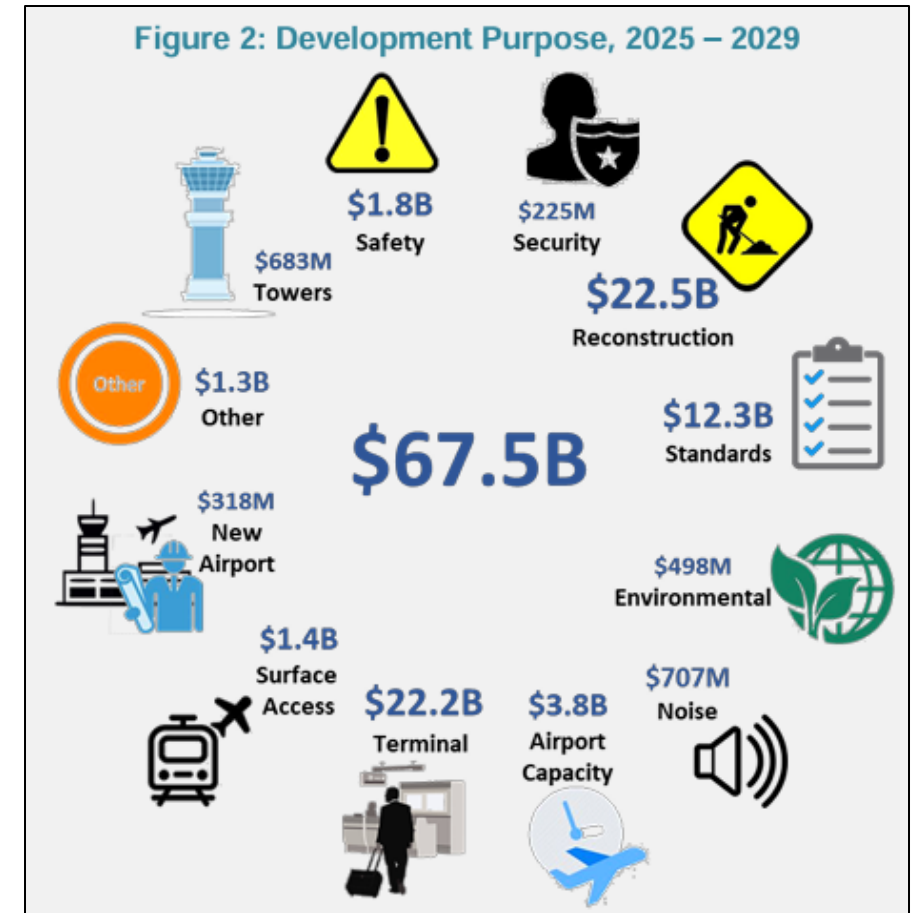 Figure 2: Development Purpose, 2025 – 2029
$1.8B
Safety
$225M
Security
$683M
Towers
$22.5B
Reconstruction
Other
$1.3B
Other
$12.3B
Standards
$67.5B
$318M
New
Airport
$498M
Environmental
$1.4B
Surface
Access
$22.2B
Terminal
$3.8B
Airport
Capacity
$707M
Noise